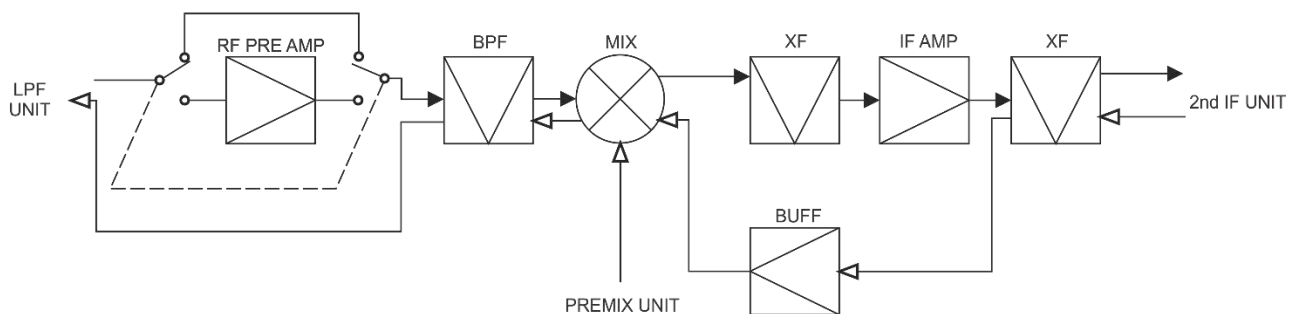 RF PRE AMP
BPF
MIX
XF
IF AMP
XF
LPF
UNIT
2nd IF UNIT
BUFF
PREMIX UNIT